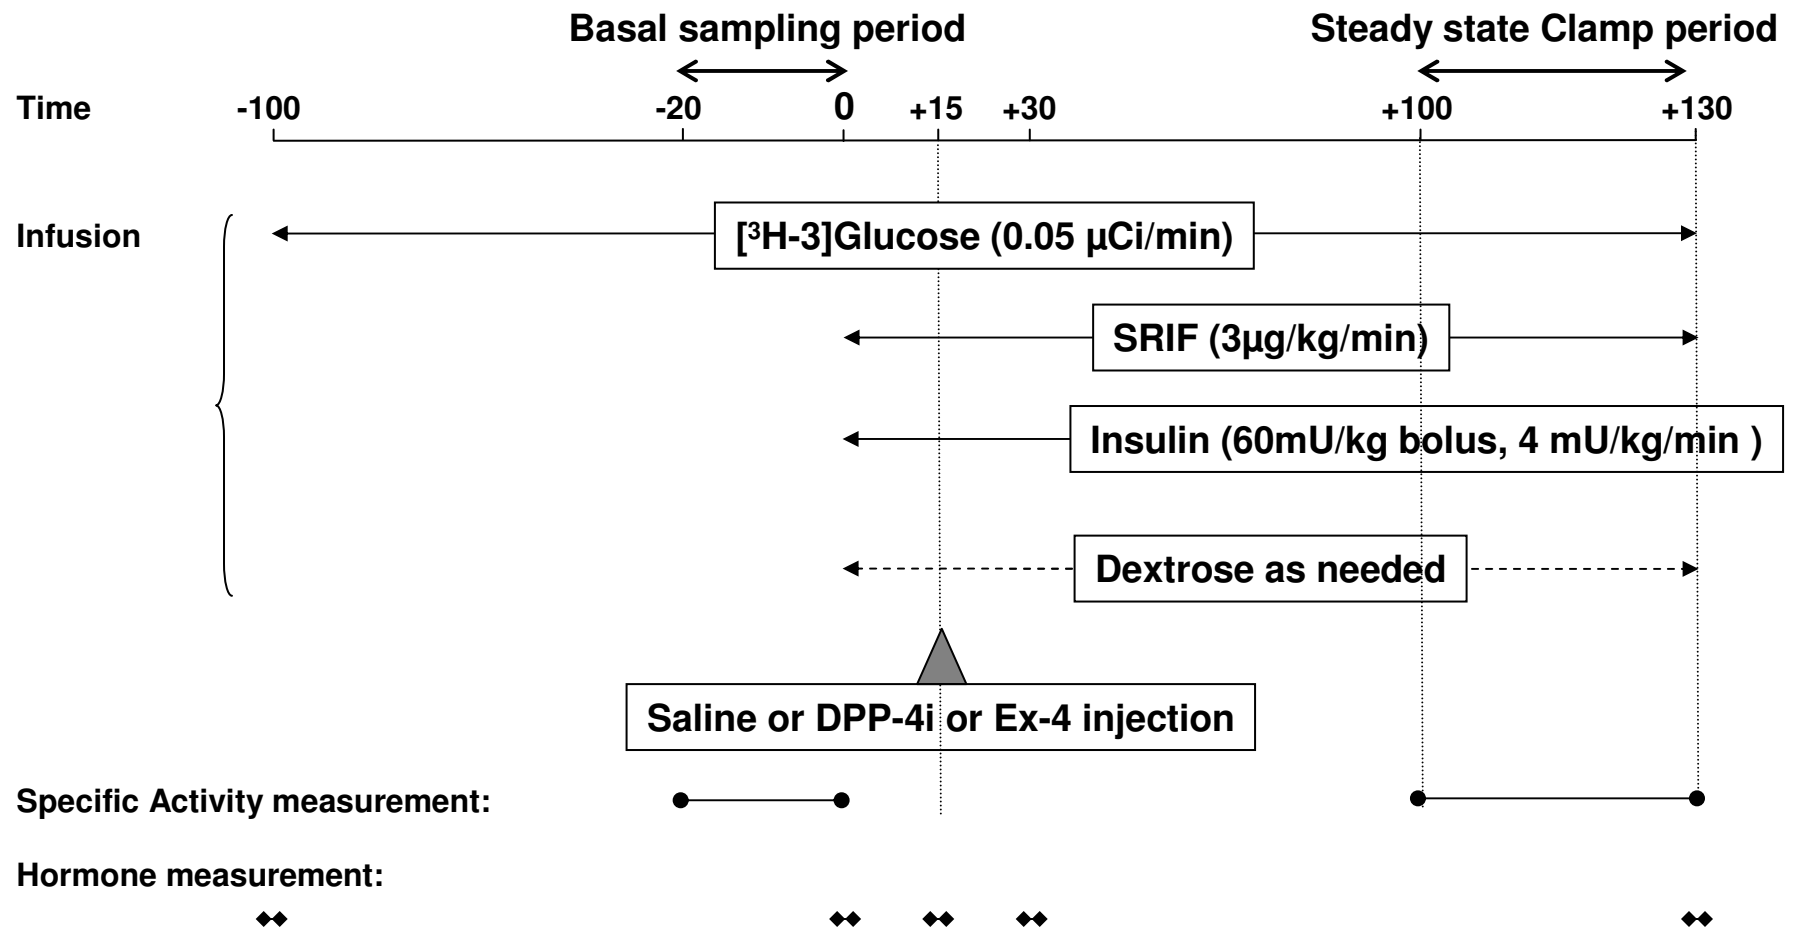 Basal sampling period Steady state Clamp period
Time -100 -20 0 +15 +30 +100 +130
Infusion [³H-3]Glucose (0.05 µCi/min)
SRIF (3µg/kg/min)
Insulin (60mU/kg bolus, 4 mU/kg/min )
Dextrose as needed
Saline or DPP-4i or Ex-4 injection
Specific Activity measurement:
Hormone measurement: